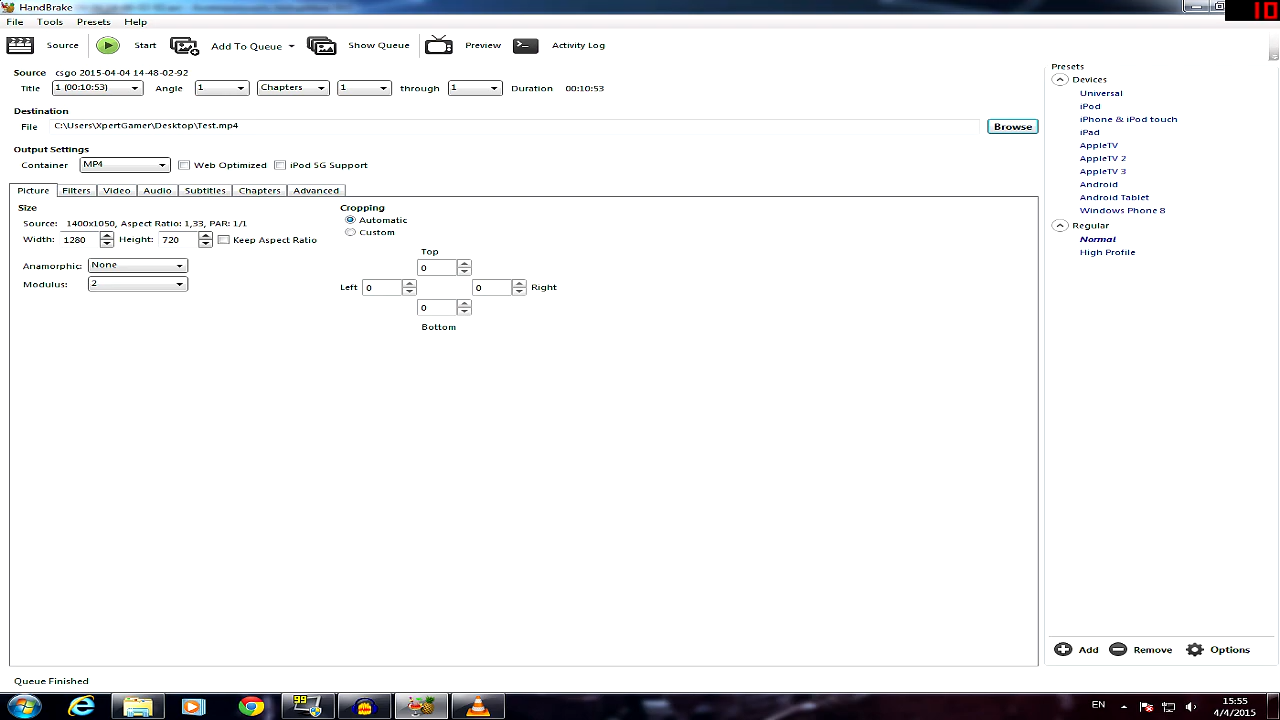 HandBrake
10
File Tools Presets Help
Source Start Add To Queue Show Queue Preview Activity Log
Source csgo 2015-04-04 14-48-02-92
Title 1 (00:10:53) Angle 1 Chapters 1 through 1 Duration 00:10:53
Destination
File C:\Users\XpertGamer\Desktop\Test.mp4 Browse
Output Settings
Container MP4 Web Optimized iPod 5G Support
Picture Filters Video Audio Subtitles Chapters Advanced
Size
Source: 1400x1050, Aspect Ratio: 1,33, PAR: 1/1
Width: 1280 Height: 720 Keep Aspect Ratio
Anamorphic: None
Modulus: 2
Cropping
Automatic
Custom
Top
0
Left 0 0 Right
0
Bottom
Presets
Devices
Universal
iPod
iPhone & iPod touch
iPad
AppleTV
AppleTV 2
AppleTV 3
Android
Android Tablet
Windows Phone 8
Regular
Normal
High Profile
Add Remove Options
Queue Finished
99
EN
15:55
4/4/2015